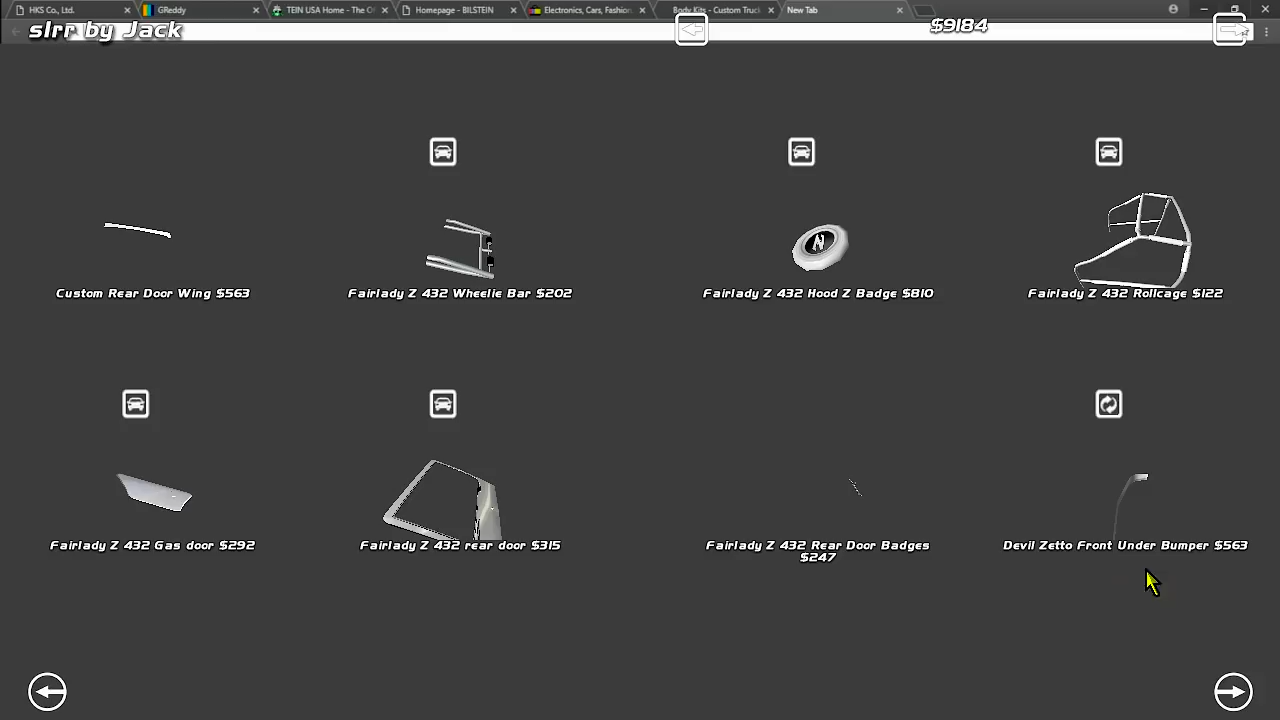 HKS Co., Ltd.
GReddy
TEIN USA Home - The Of
Homepage - BILSTEIN
Electronics, Cars, Fashion
Body Kits - Custom Truck
New Tab
slrr by Jack
$9184
Custom Rear Door Wing $563
Fairlady Z 432 Wheelie Bar $202
Fairlady Z 432 Hood Z Badge $810
Fairlady Z 432 Rollcage $122
Fairlady Z 432 Gas door $292
Fairlady Z 432 rear door $315
Fairlady Z 432 Rear Door Badges
$247
Devil Zetto Front Under Bumper $563